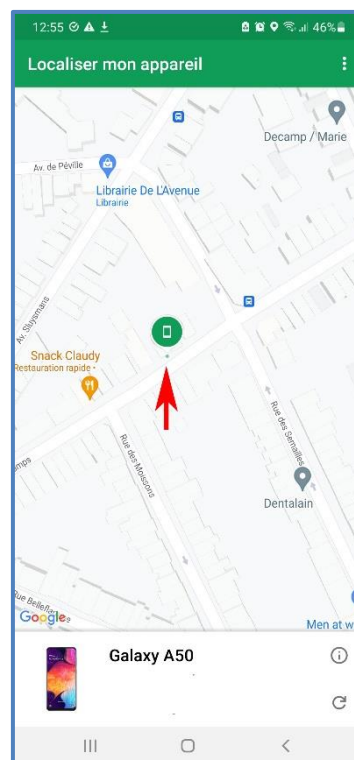 12:55
46%
Localiser mon appareil
Decamp / Marie
Av. de Péville
Librairie De L'Avenue
Librairie
Av. Sluysmans
Snack Claudy
Restauration rapide •
Rue des Moissons
Rue des Semailles
Dentalain
Google
Men at w
Galaxy A50